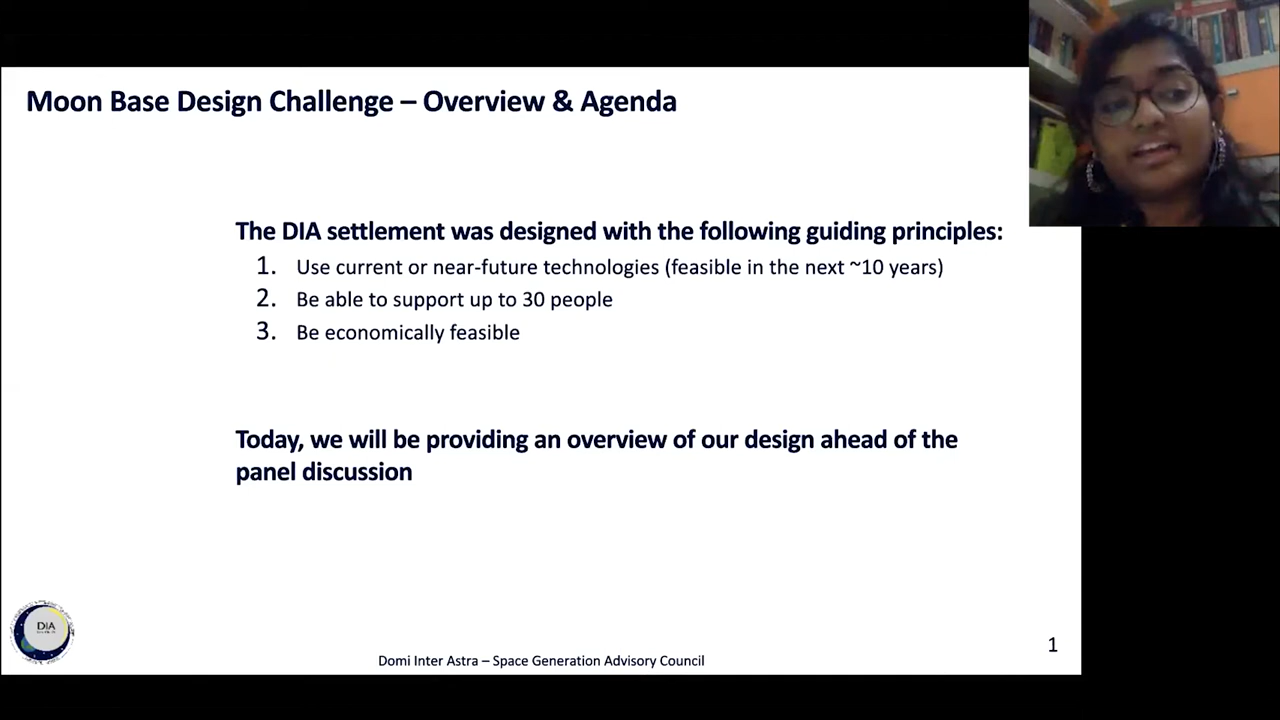 Moon Base Design Challenge – Overview & Agenda
The DIA settlement was designed with the following guiding principles:
1. Use current or near-future technologies (feasible in the next ~10 years)
2. Be able to support up to 30 people
3. Be economically feasible
Today, we will be providing an overview of our design ahead of the
panel discussion
DIA
Domi Inter Astra – Space Generation Advisory Council
1